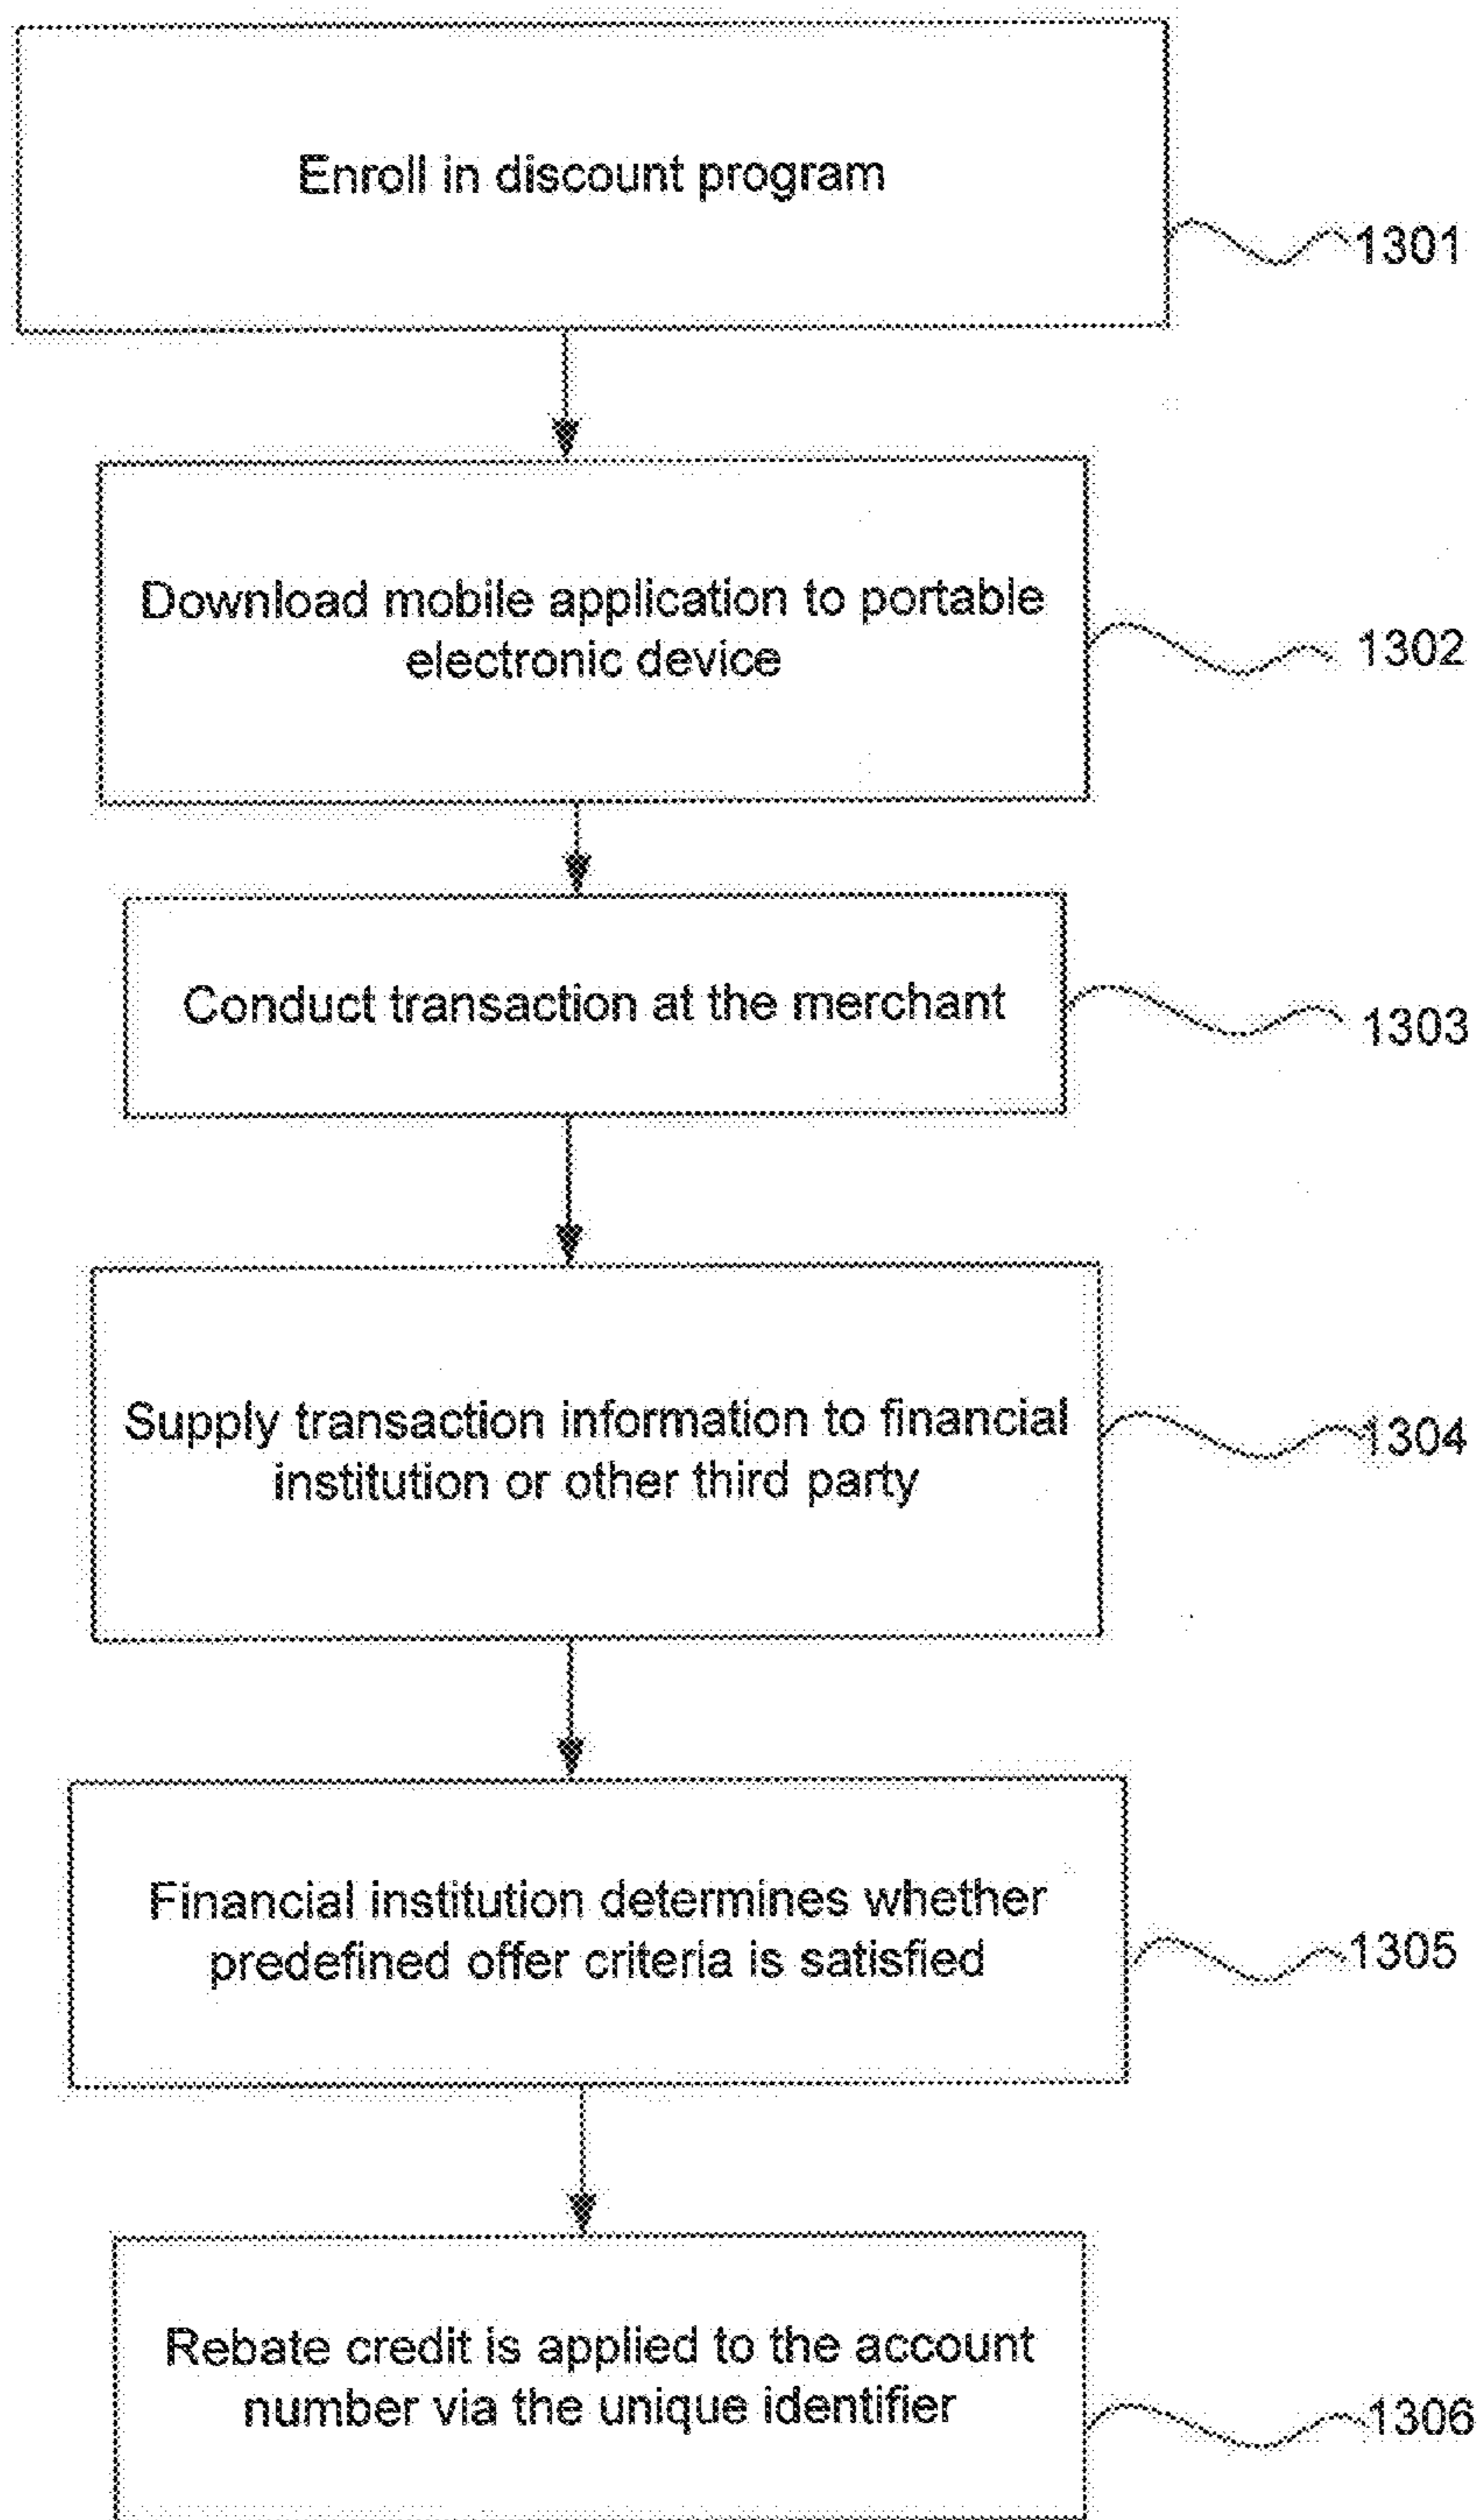 Enroll in discount program
1301
Download mobile application to portable
electronic device
1302
Conduct transaction at the merchant
1303
Supply transaction information to financial
institution or other third party
1304
Financial institution determines whether
predefined offer criteria is satisfied
1305
Rebate credit is applied to the account
number via the unique identifier
1306